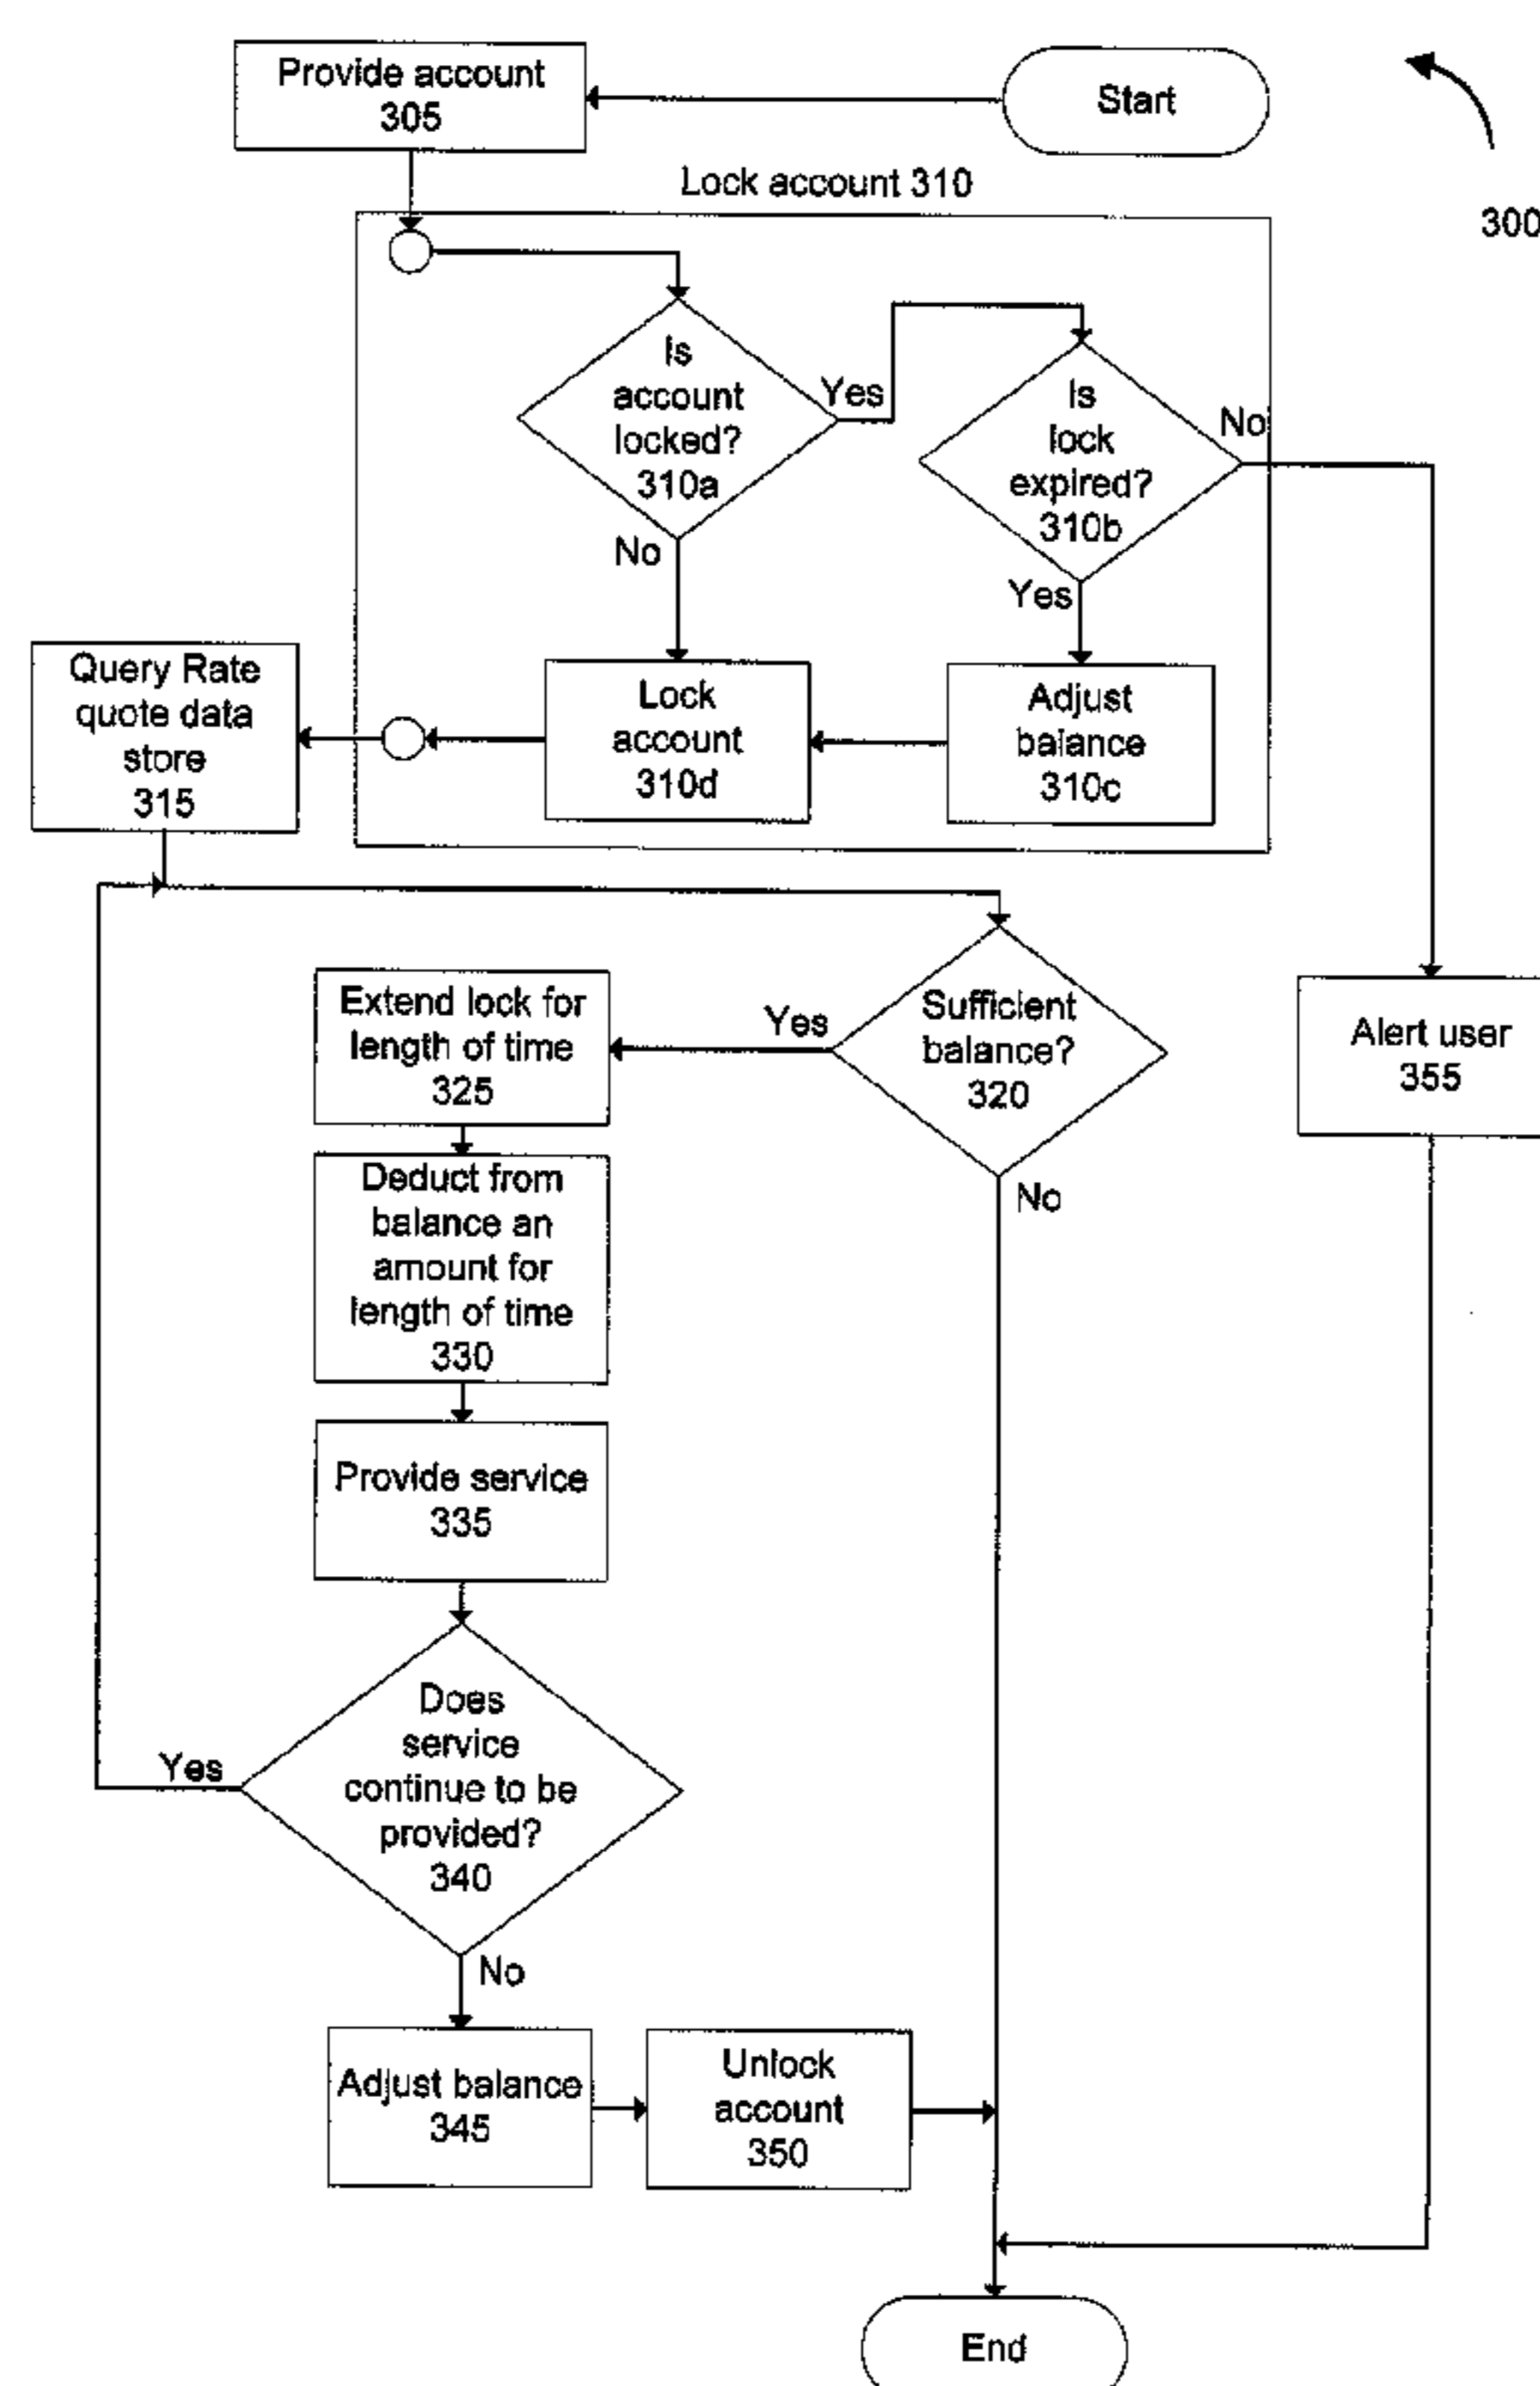 Provide account
305
Start
300
Lock account 310
Is
account
locked?
310a
Yes
No
Is
lock
expired?
310b
No
Yes
Query Rate
quote data
store
315
Lock
account
310d
Adjust
balance
310c
Extend lock for
length of time
325
Yes
Sufficient
balance?
320
No
Alert user
355
Deduct from
balance an
amount for
length of time
330
Provide service
335
Does
service
continue to be
provided?
340
Yes
No
Adjust balance
345
Unlock
account
350
End